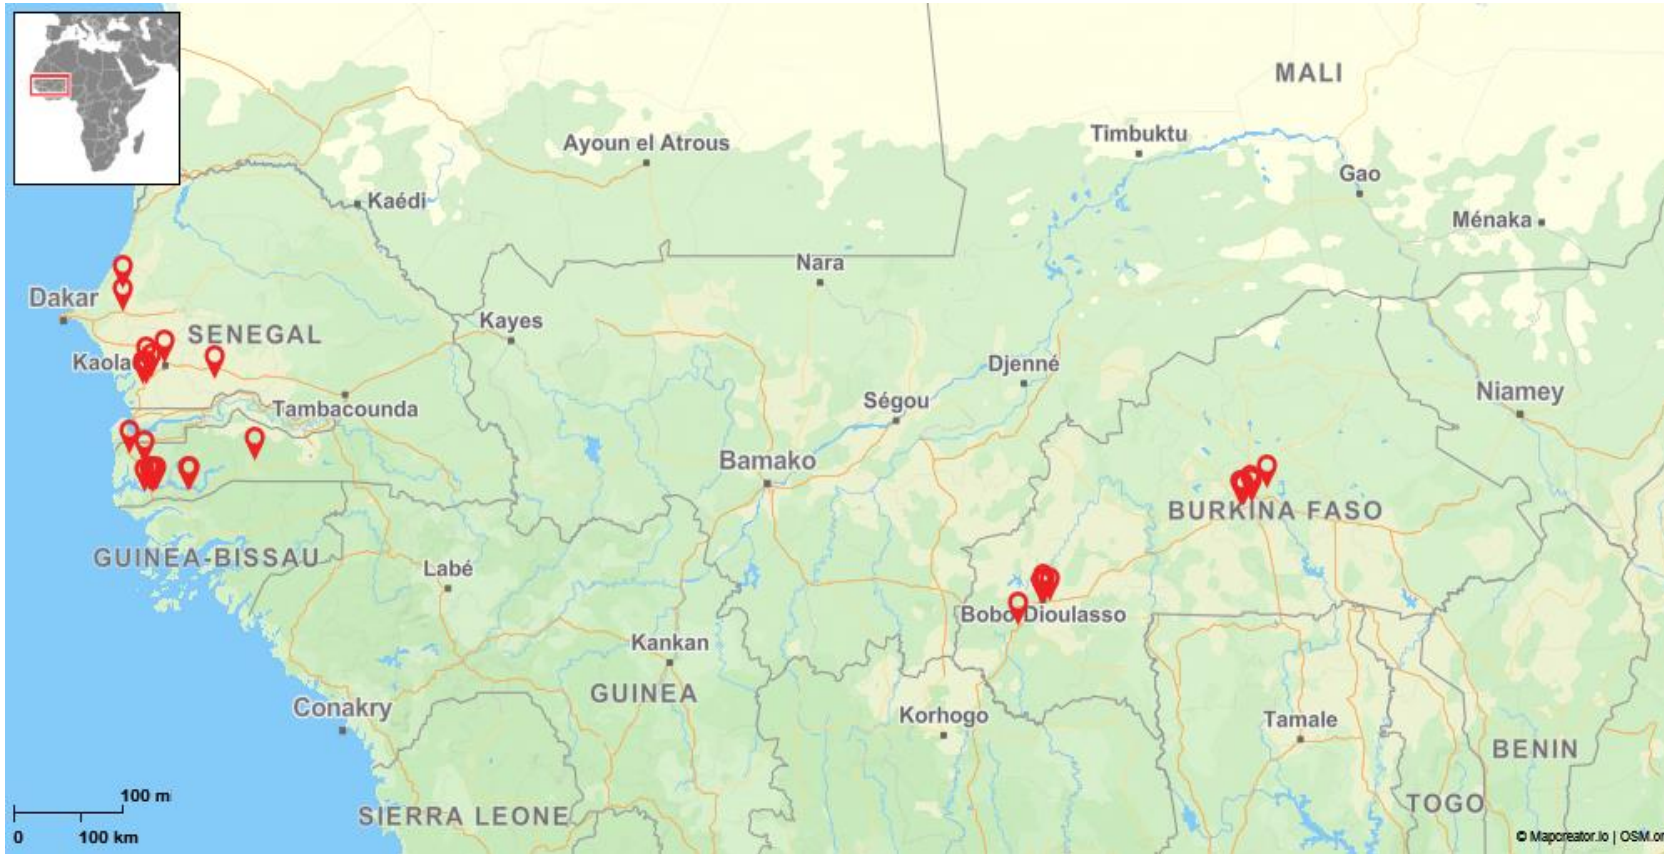 MALI
Timbuktu
Ayoun el Atrous
Gao
Kaédi
Ménaka
Nara
Dakar
Kayes
SENEGAL
Kaola
Djenné
Niamey
Ségou
Tambacounda
Bamako
BURKINA FASO
GUINEA-BISSAU
Labé
Bobo-Dioulasso
Kankan
GUINEA
Conakry
Korhogo
Tamale
BENIN
100 mi
TOGO
SIERRA LEONE
0 100 km
© Mapcreator.io | OSM.or